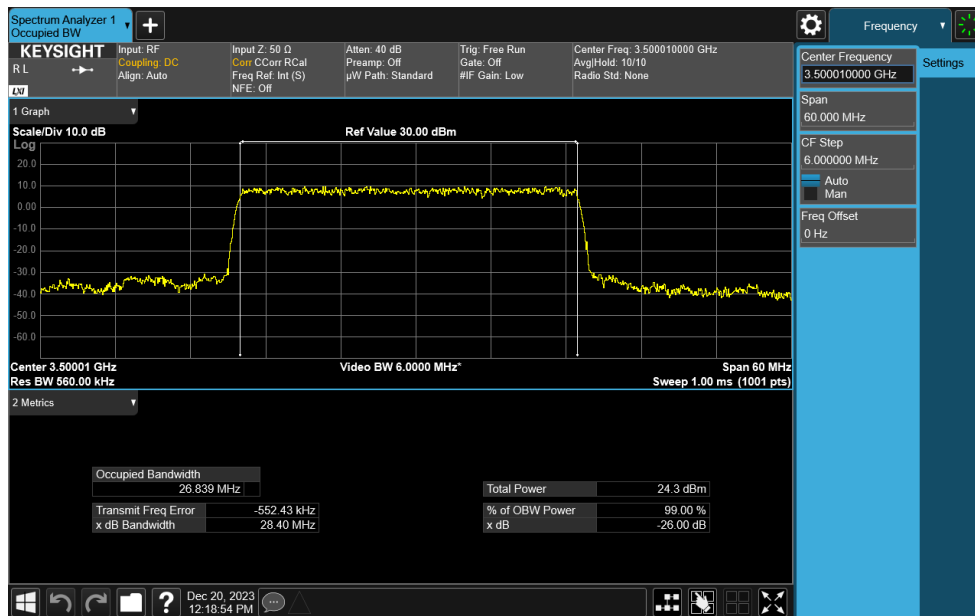 Spectrum Analyzer 1
Occupied BW
Frequency
KEYSIGHT
R L
LXI
Input: RF
Coupling: DC
Align: Auto
Input Z: 50 Ω
Corr CCorr RCal
Freq Ref: Int (S)
NFE: Off
Atten: 40 dB
Preamp: Off
µW Path: Standard
Trig: Free Run
Gate: Off
#IF Gain: Low
Center Freq: 3.500010000 GHz
Avg|Hold: 10/10
Radio Std: None
Center Frequency
3.500010000 GHz
Settings
Span
60.000 MHz
CF Step
6.000000 MHz
Auto
Man
Freq Offset
0 Hz
1 Graph
Scale/Div 10.0 dB
Ref Value 30.00 dBm
Log
20.0
10.0
0.00
-10.0
-20.0
-30.0
-40.0
-50.0
-60.0
Center 3.50001 GHz
Video BW 6.0000 MHz*
Span 60 MHz
Res BW 560.00 kHz
Sweep 1.00 ms (1001 pts)
2 Metrics
Occupied Bandwidth
26.839 MHz
Total Power 24.3 dBm
Transmit Freq Error -552.43 kHz
% of OBW Power 99.00 %
x dB Bandwidth 28.40 MHz
x dB -26.00 dB
Dec 20, 2023
12:18:54 PM